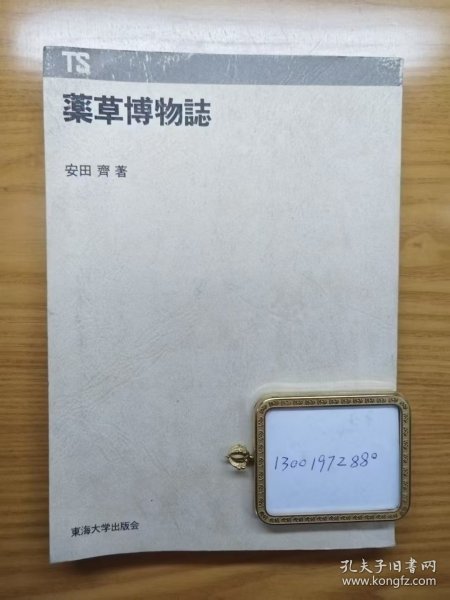 TS
薬草博物誌
安田 齊 著
13001972880
東海大学出版会
孔夫子旧书网
www.kongfz.com